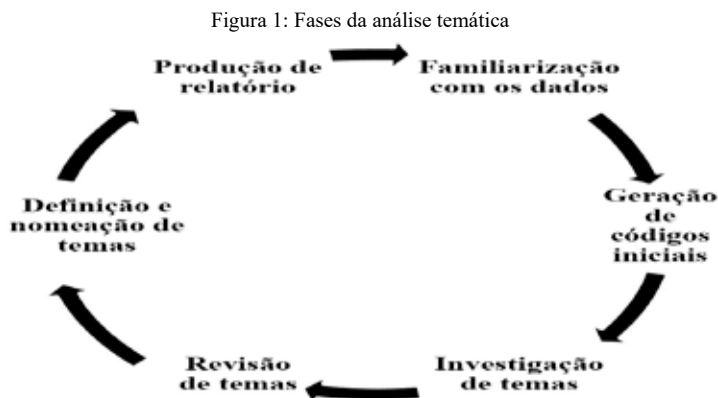 Figura 1: Fases da análise temática
Produção de
relatório
Familiarização
com os dados
Geração
de
códigos
iniciais
Investigação
de temas
Revisão
de temas
Definição e
nomeação de
temas